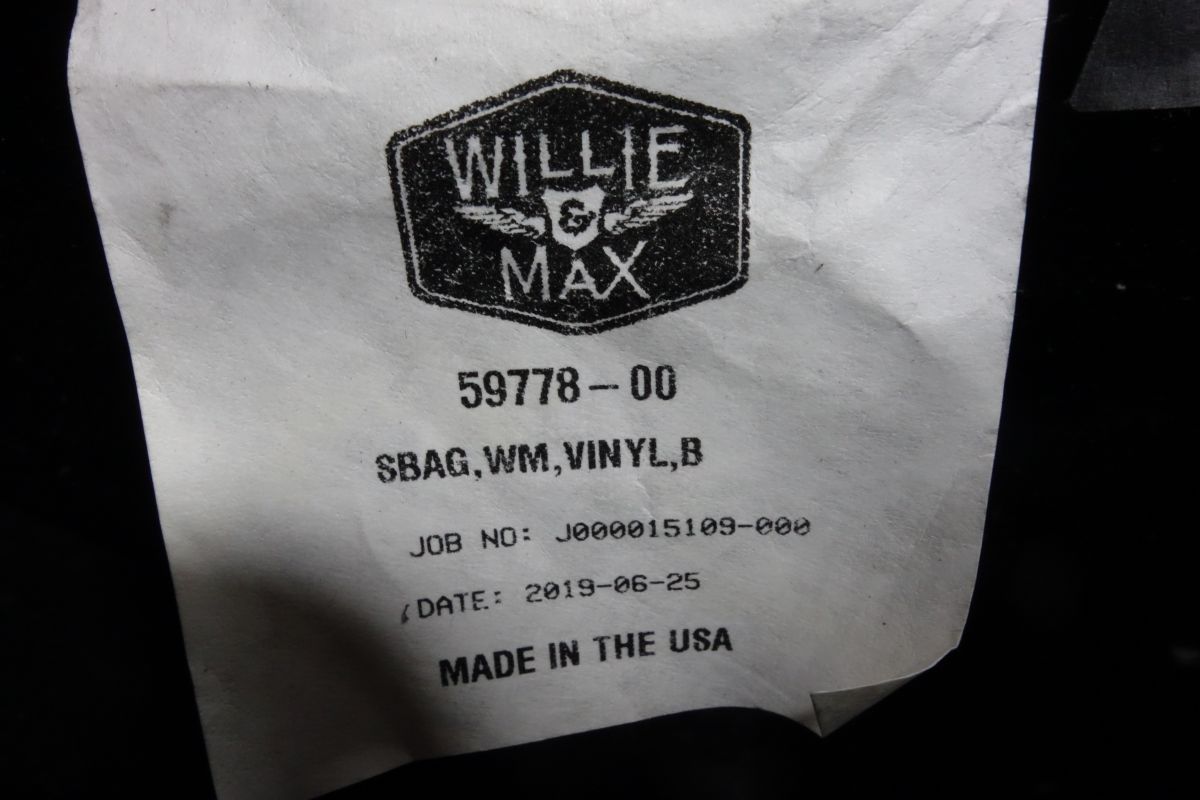 WILLIE
&
MAX
59778-00
SBAG,WM,VINYL,B
JOB NO: J000015109-000
DATE: 2019-06-25
MADE IN THE USA